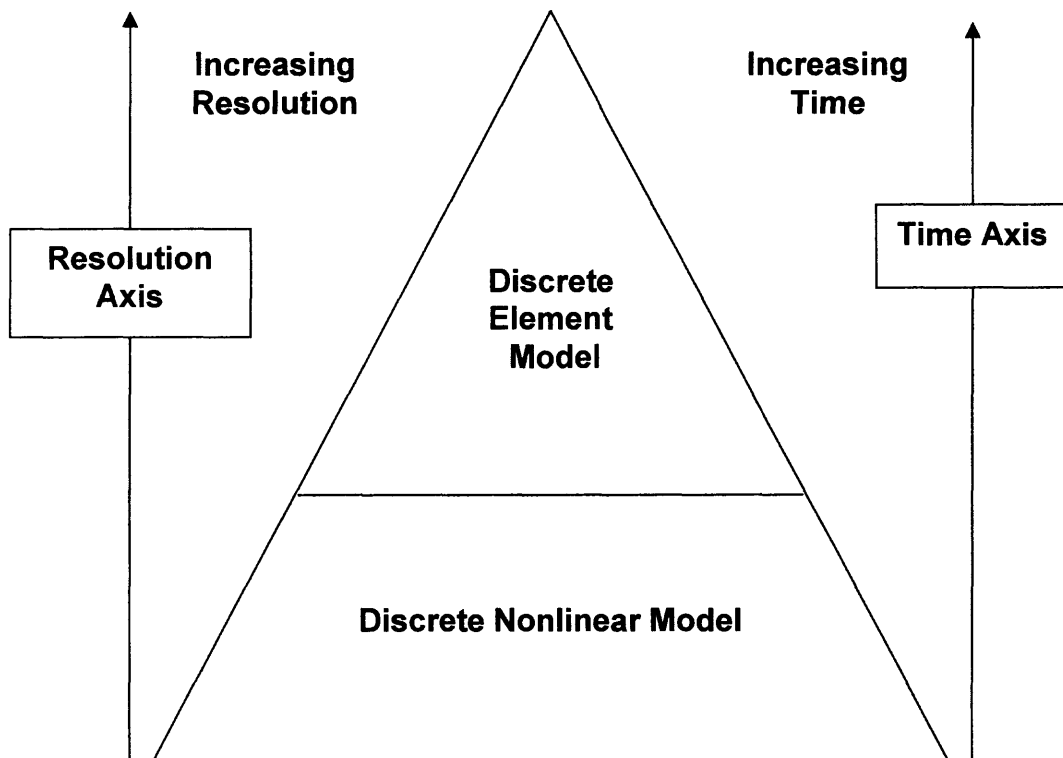 Increasing
Resolution
Increasing
Time
Resolution
Axis
Time Axis
Discrete
Element
Model
Discrete Nonlinear Model